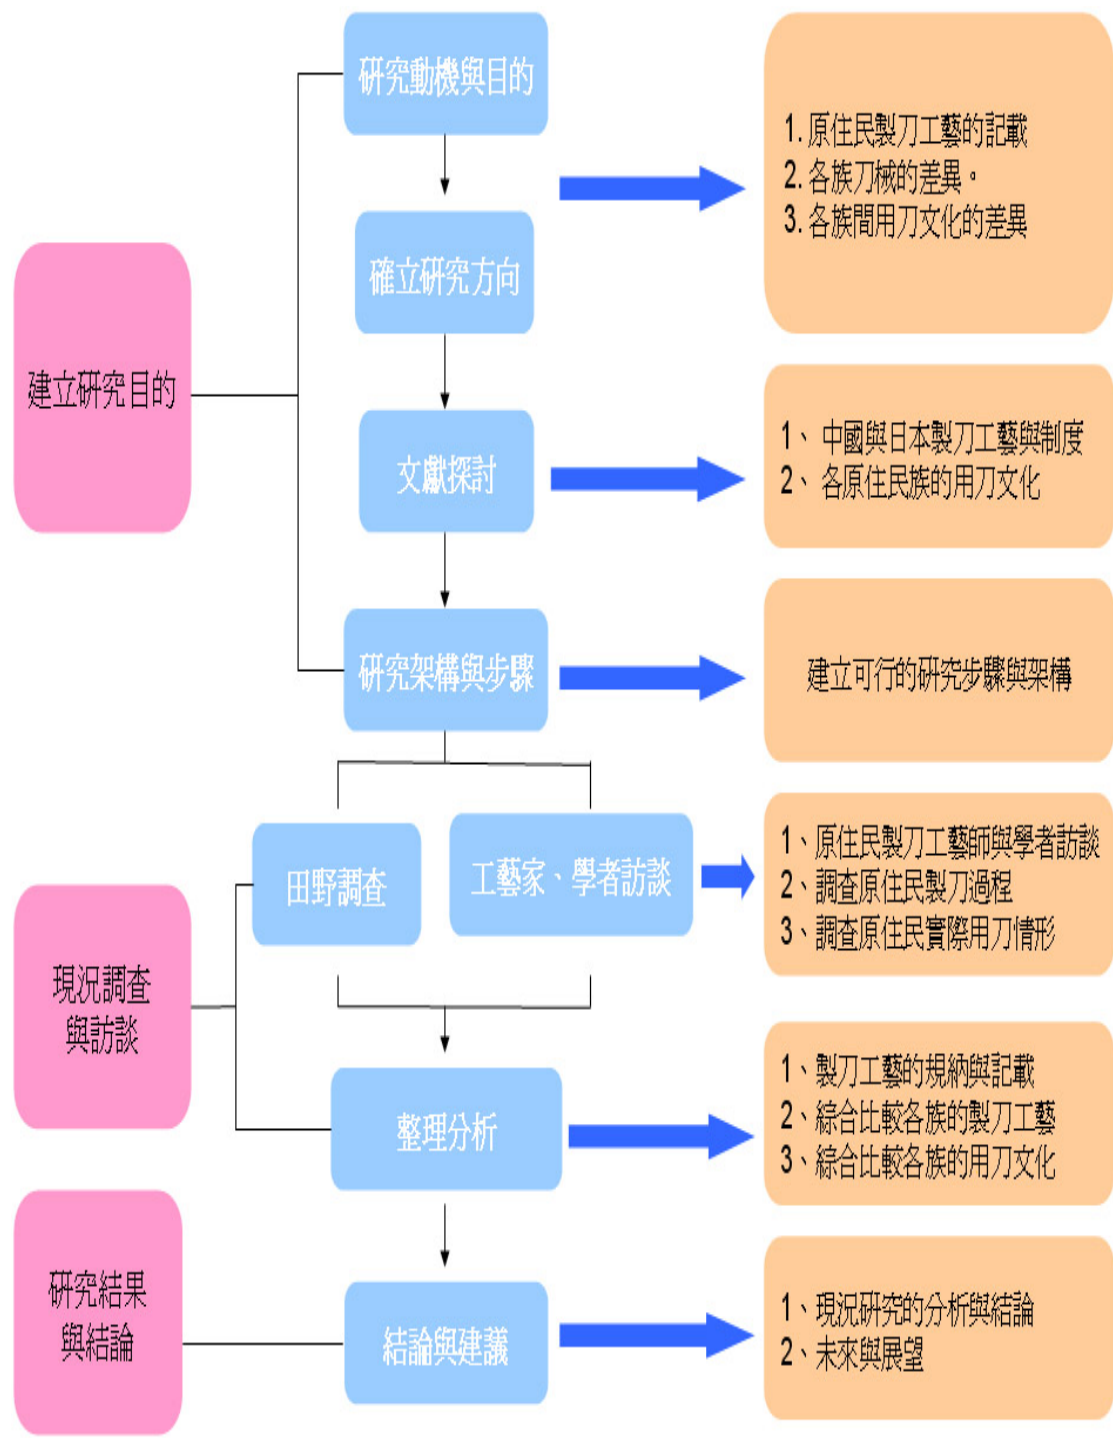 研究動機與目的
1. 原住民製刀工藝的記載
2. 各族刀械的差異。
3. 各族間用刀文化的差異
確立研究方向
建立研究目的
文獻探討
1、 中國與日本製刀工藝與制度
2、 各原住民族的用刀文化
研究架構與步驟
建立可行的研究步驟與架構
田野調查
工藝家、學者訪談
1、原住民製刀工藝師與學者訪談
2、調查原住民製刀過程
3、調查原住民實際用刀情形
現況調查
與訪談
整理分析
1、製刀工藝的規納與記載
2、綜合比較各族的製刀工藝
3、綜合比較各族的用刀文化
研究結果
與結論
結論與建議
1、現況研究的分析與結論
2、未來與展望